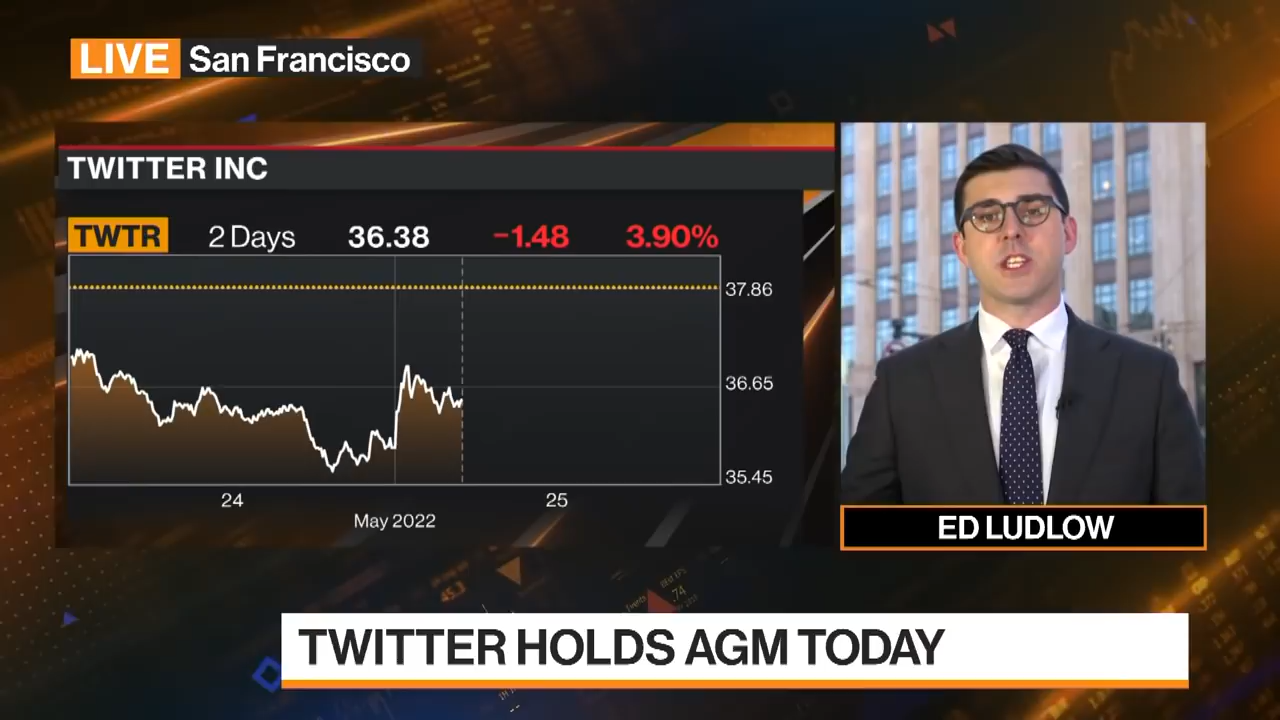 LIVE San Francisco
TWITTER INC
TWTR 2 Days 36.38 −1.48 3.90%
37.86
36.65
35.45
24 25
May 2022
ED LUDLOW
TWITTER HOLDS AGM TODAY